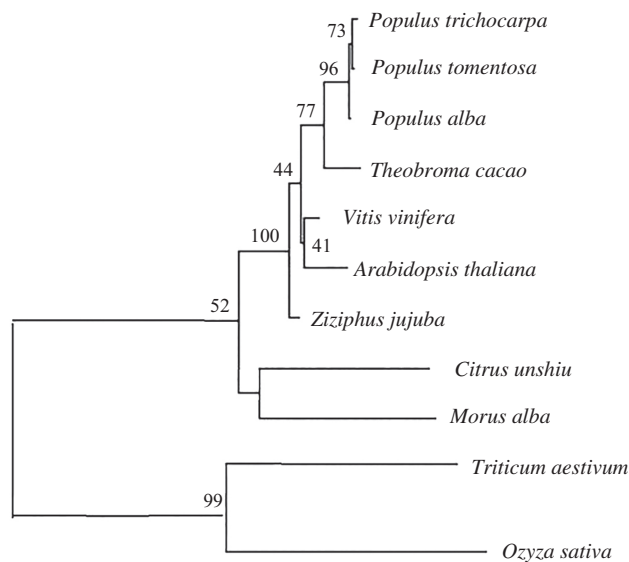 73
Populus trichocarpa
96
Populus tomentosa
77
Populus alba
44
Theobroma cacao
Vitis vinifera
100
41
Arabidopsis thaliana
52
Ziziphus jujuba
Citrus unshiu
Morus alba
Triticum aestivum
99
Ozyza sativa